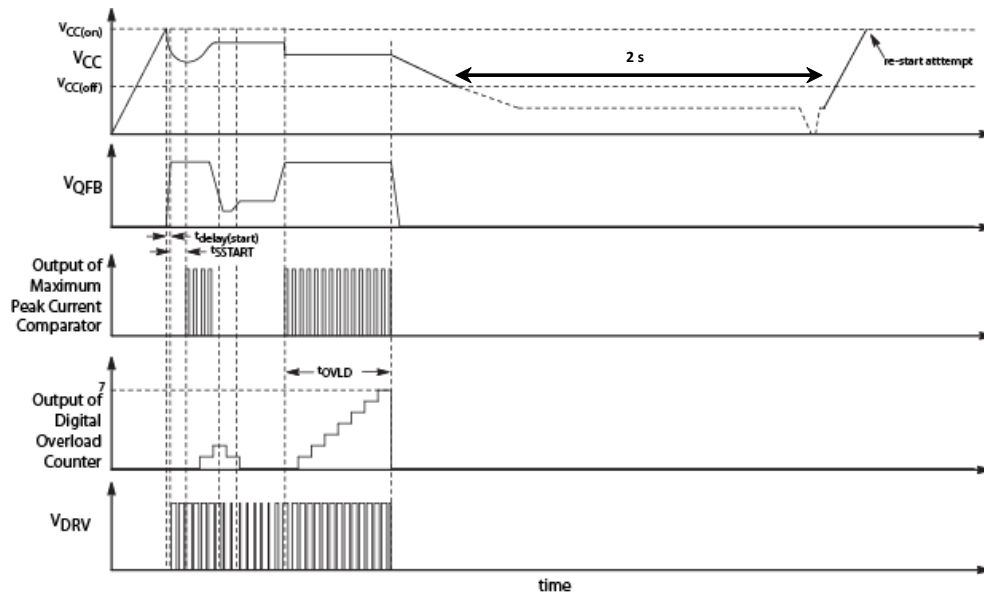 VCC(on)
VCC
VCC(off)
2 s
re-start atttempt
VQFB
tdelay(start)
tSSTART
Output of
Maximum
Peak Current
Comparator
tOVLD
7
Output of
Digital
Overload
Counter
VDRV
time